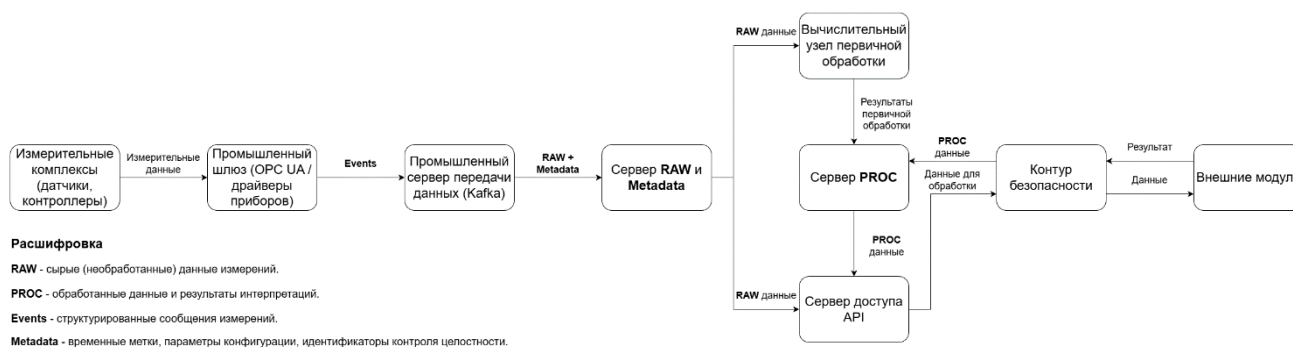 RAW данные
Вычислительный
узел первичной
обработки
Результаты
первичной
обработки
Измерительные
комплексы
(датчики,
контроллеры)
Измерительные
данные
Промышленный
шлюз (OPC UA /
драйверы
приборов)
Events
Промышленный
сервер передачи
данных (Kafka)
RAW +
Metadata
Сервер RAW и
Metadata
Сервер PROC
PROC
данные
Данные для
обработки
Контур
безопасности
Результат
Данные
Внешние модул
PROC
данные
RAW данные
Сервер доступа
API
Расшифровка
RAW - сырые (необработанные) данные измерений.
PROC - обработанные данные и результаты интерпретаций.
Events - структурированные сообщения измерений.
Metadata - временные метки, параметры конфигурации, идентификаторы контроля целостности.